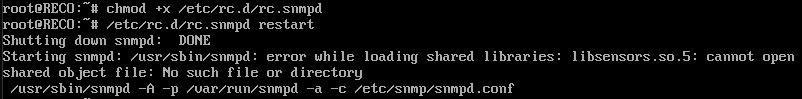 root@RECO:~# chmod +x /etc/rc.d/rc.snmpd
root@RECO:~# /etc/rc.d/rc.snmpd restart
Shutting down snmpd:  DONE
Starting snmpd: /usr/sbin/snmpd: error while loading shared libraries: libsensors.so.5: cannot open
shared object file: No such file or directory
 /usr/sbin/snmpd -A -p /var/run/snmpd -a -c /etc/snmp/snmpd.conf